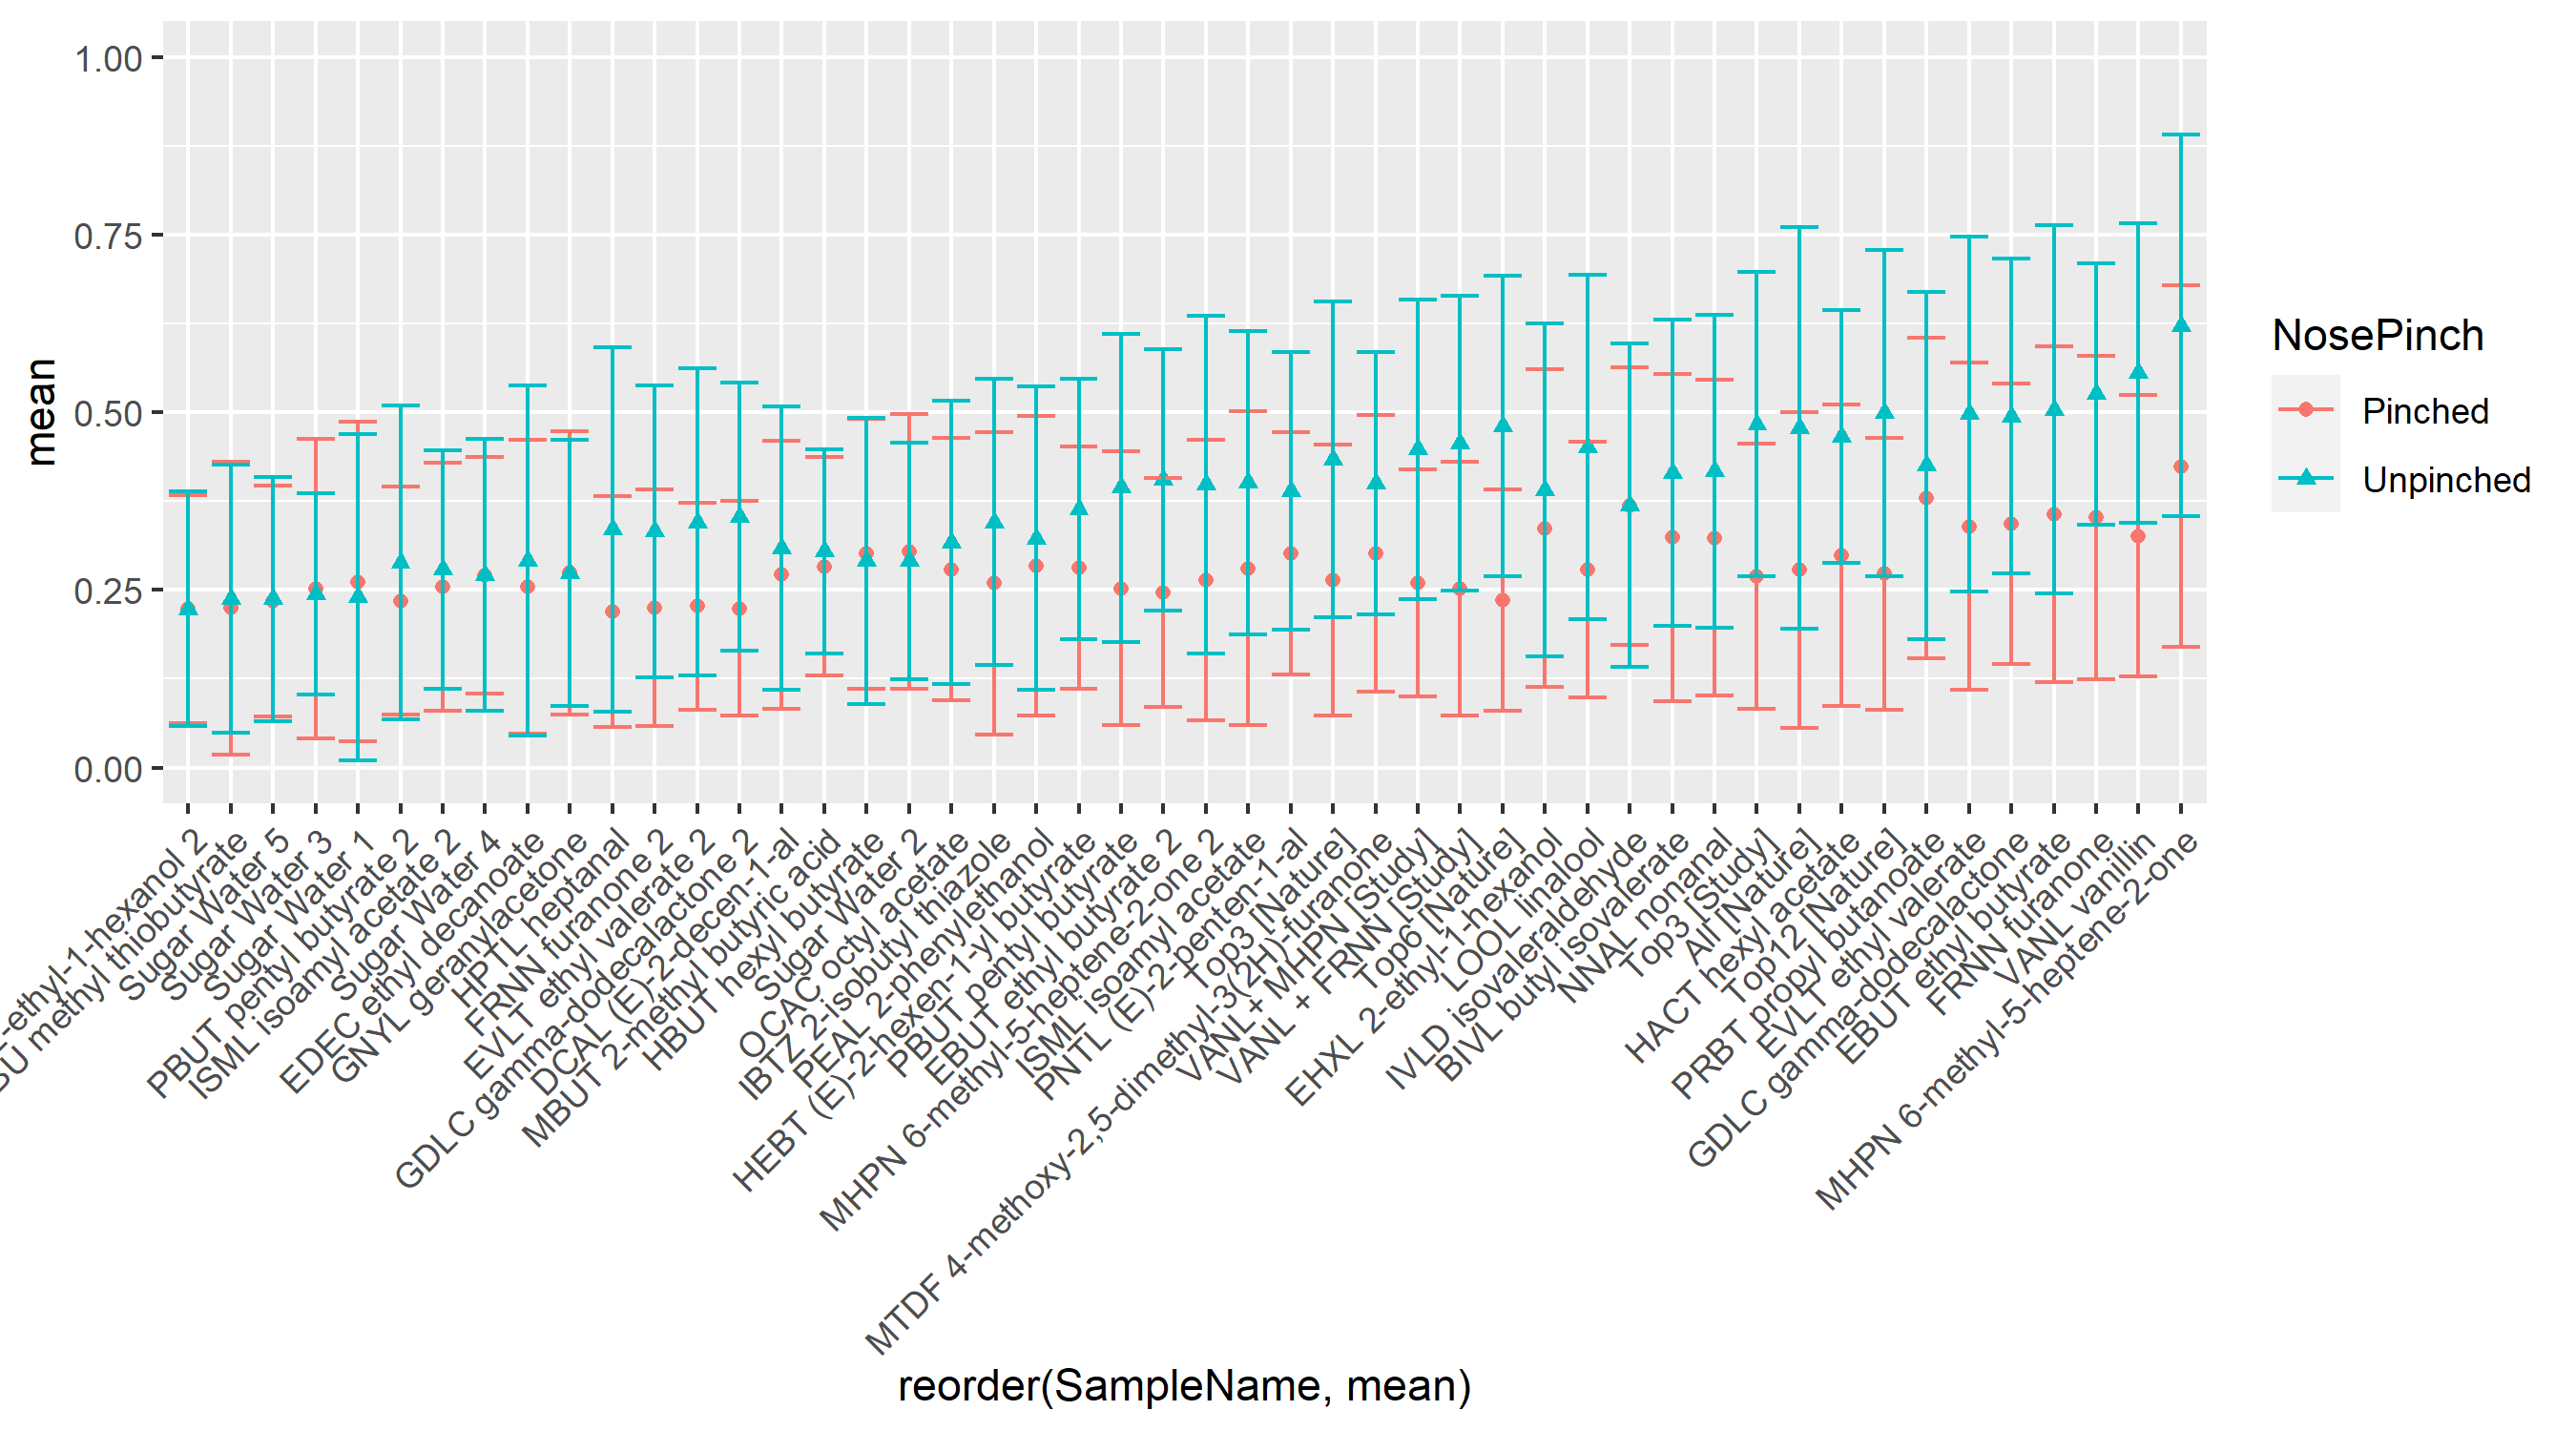 1.00
0.75
0.50
0.25
0.00
mean
-ethyl-1-hexanol 2
methyl thiobutyrate
Sugar Water 5
Sugar Water 3
Sugar Water 1
PBUT pentyl butyrate 2
ISML isoamyl acetate 2
Sugar Water 4
EDEC ethyl decanoate
GNYL geranylacetone
HPTL heptanal
FRNN furanone 2
EVLT ethyl valerate 2
GDLC gamma-dodecalactone 2
DCAL (E)-2-decen-1-al
MBUT 2-methyl butyric acid
HBUT hexyl butyrate
Sugar Water 2
OCAC octyl acetate
IBTZ 2-isobutyl thiazole
PEAL 2-phenylethanol
HEBT (E)-2-hexen-1-yl butyrate
PBUT pentyl butyrate
EBUT ethyl butyrate 2
MHPN 6-methyl-5-heptene-2-one 2
ISML isoamyl acetate
PNTL (E)-2-penten-1-al
Top3 [Nature]
MTDF 4-methoxy-2,5-dimethyl-3(2H)-furanone
VANL+ MHPN [Study]
VANL + FRNN [Study]
Top6 [Nature]
EHXL 2-ethyl-1-hexanol
LOOL linalool
IVLD isovaleraldehyde
BIVL butyl isovalerate
NNAL nonanal
Top3 [Study]
All [Nature]
HACT hexyl acetate
Top12 [Nature]
PRBT propyl butanoate
EVLT ethyl valerate
GDLC gamma-dodecalactone
EBUT ethyl butyrate
FRNN furanone
VANL vanillin
MHPN 6-methyl-5-heptene-2-one
reorder(SampleName, mean)
NosePinch
Pinched
Unpinched